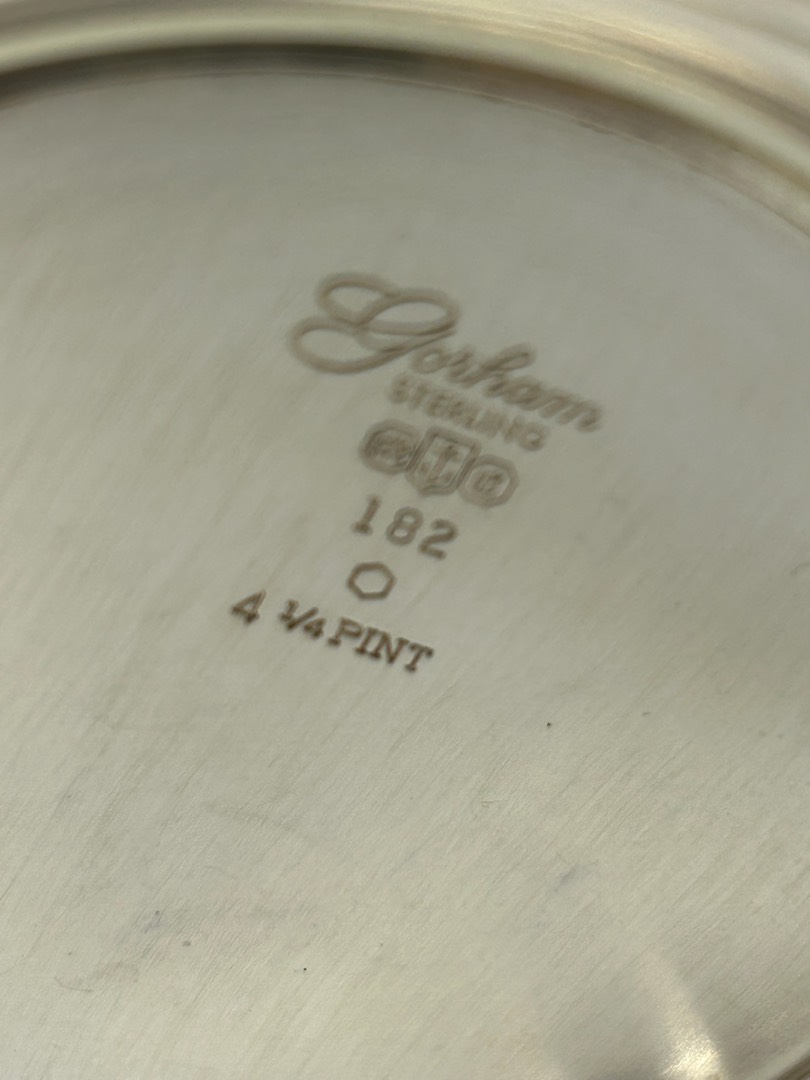 Gorham
STERLING
182
4 1/4 PINT